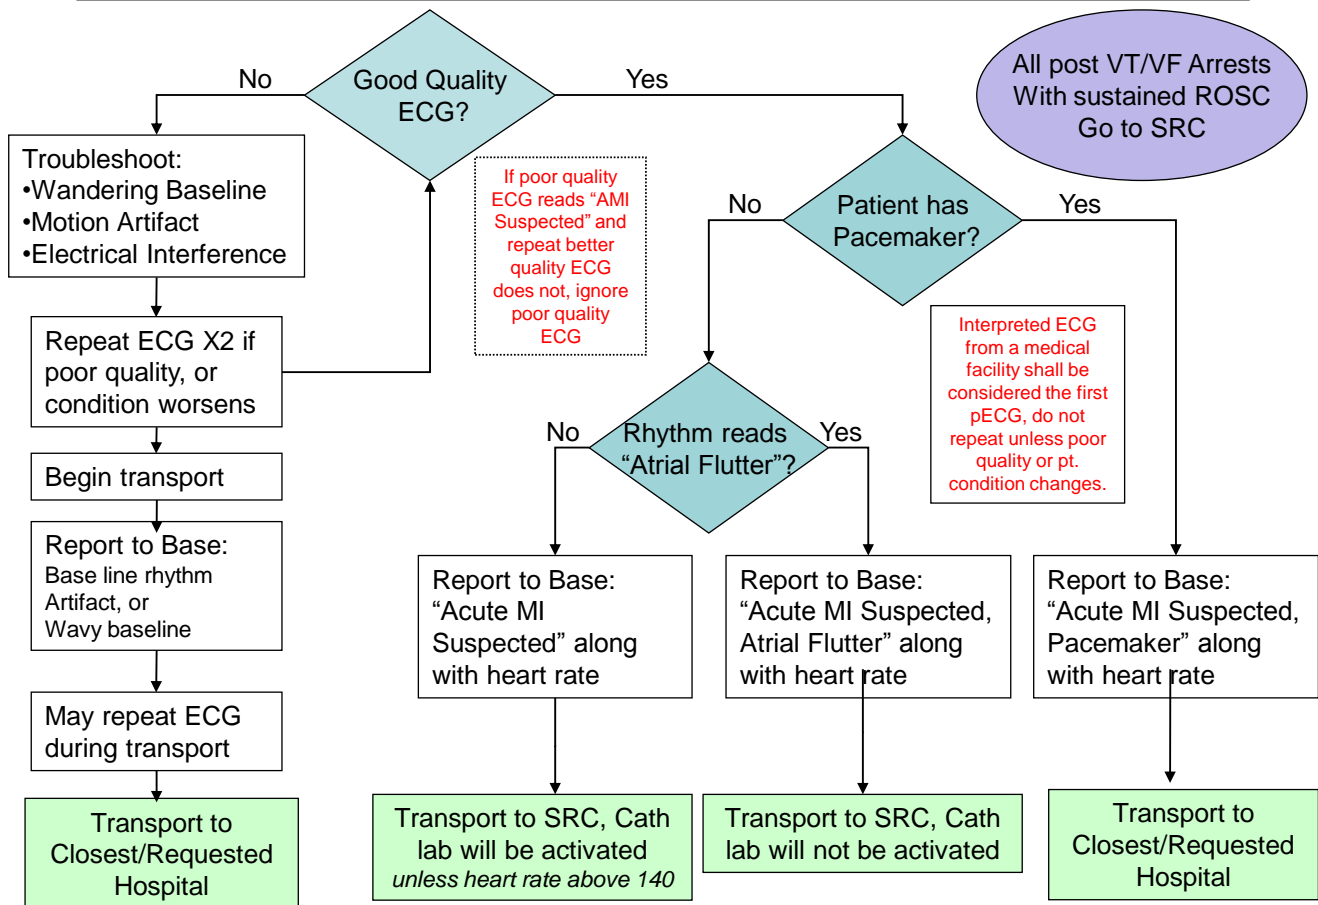 Good Quality
ECG?
No
Yes
All post VT/VF Arrests
With sustained ROSC
Go to SRC
Troubleshoot:
•Wandering Baseline
•Motion Artifact
•Electrical Interference
If poor quality
ECG reads “AMI
Suspected” and
repeat better
quality ECG
does not, ignore
poor quality
ECG
No
Patient has
Pacemaker?
Yes
Repeat ECG X2 if
poor quality, or
condition worsens
Interpreted ECG
from a medical
facility shall be
considered the first
pECG, do not
repeat unless poor
quality or pt.
condition changes.
No
Rhythm reads
“Atrial Flutter”?
Yes
Begin transport
Report to Base:
Base line rhythm
Artifact, or
Wavy baseline
Report to Base:
“Acute MI
Suspected” along
with heart rate
Report to Base:
“Acute MI Suspected,
Atrial Flutter” along
with heart rate
Report to Base:
“Acute MI Suspected,
Pacemaker” along
with heart rate
May repeat ECG
during transport
Transport to
Closest/Requested
Hospital
Transport to SRC, Cath
lab will be activated
unless heart rate above 140
Transport to SRC, Cath
lab will not be activated
Transport to
Closest/Requested
Hospital